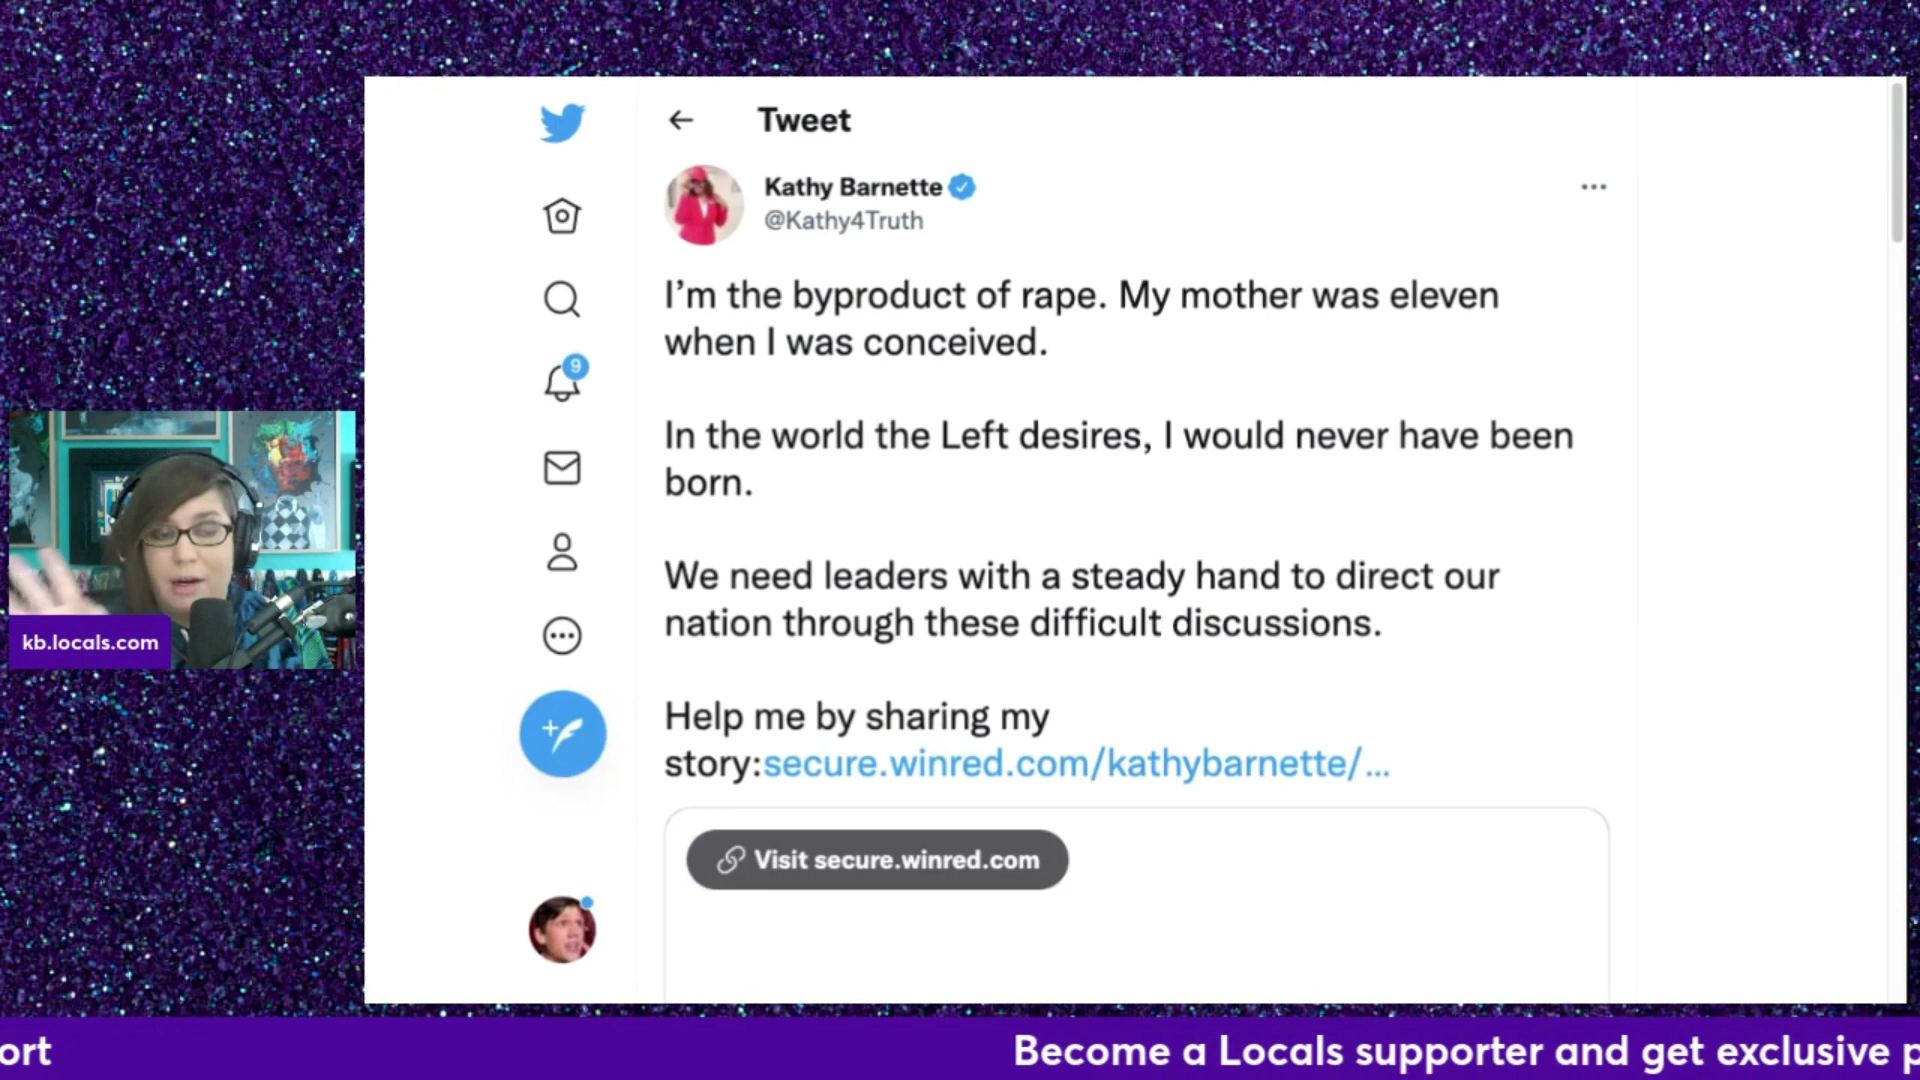 Tweet
Kathy Barnette
@Kathy4Truth
I’m the byproduct of rape. My mother was eleven
when I was conceived.
In the world the Left desires, I would never have been
born.
We need leaders with a steady hand to direct our
nation through these difficult discussions.
Help me by sharing my
story:secure.winred.com/kathybarnette/...
Visit secure.winred.com
9
kb.locals.com
ort
Become a Locals supporter and get exclusive p